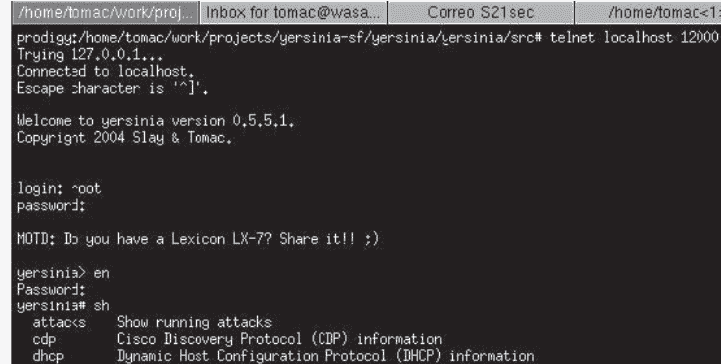 /home/tomac/work/proj... Inbox for tomac@wasa... Correo S21sec /home/tomac<1
prodigy:/home/tomac/work/projects/yersinia-sf/yersinia/yersinia/src# telnet localhost 12000
Trying 127.0.0.1...
Connected to localhost.
Escape character is '^]'.
Welcome to yersinia version 0.5.5.1.
Copyright 2004 Slay & Tomac.
login: root
password:
MOTD: Do you have a Lexicon LX-7? Share it!! ;)
yersinia> en
Password:
yersinia# sh
attacks Show running attacks
cdp Cisco Discovery Protocol (CDP) information
dhcp Dynamic Host Configuration Protocol (DHCP) information